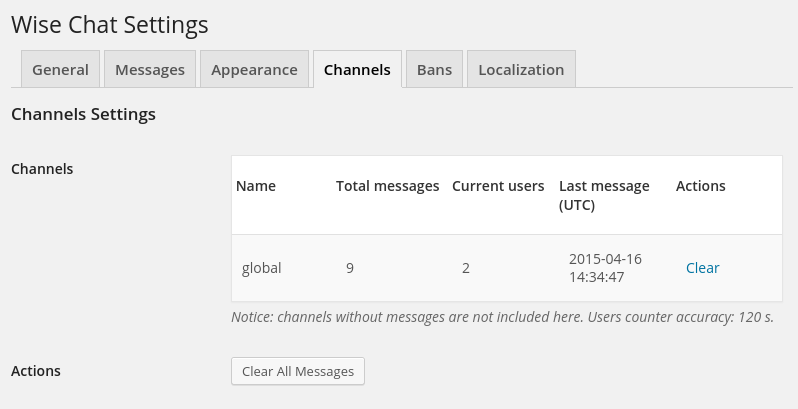 Wise Chat Settings
General Messages Appearance Channels Bans Localization
Channels Settings
Channels
Name Total messages Current users Last message (UTC) Actions
global 9 2 2015-04-16 14:34:47 Clear
Notice: channels without messages are not included here. Users counter accuracy: 120 s.
Actions Clear All Messages